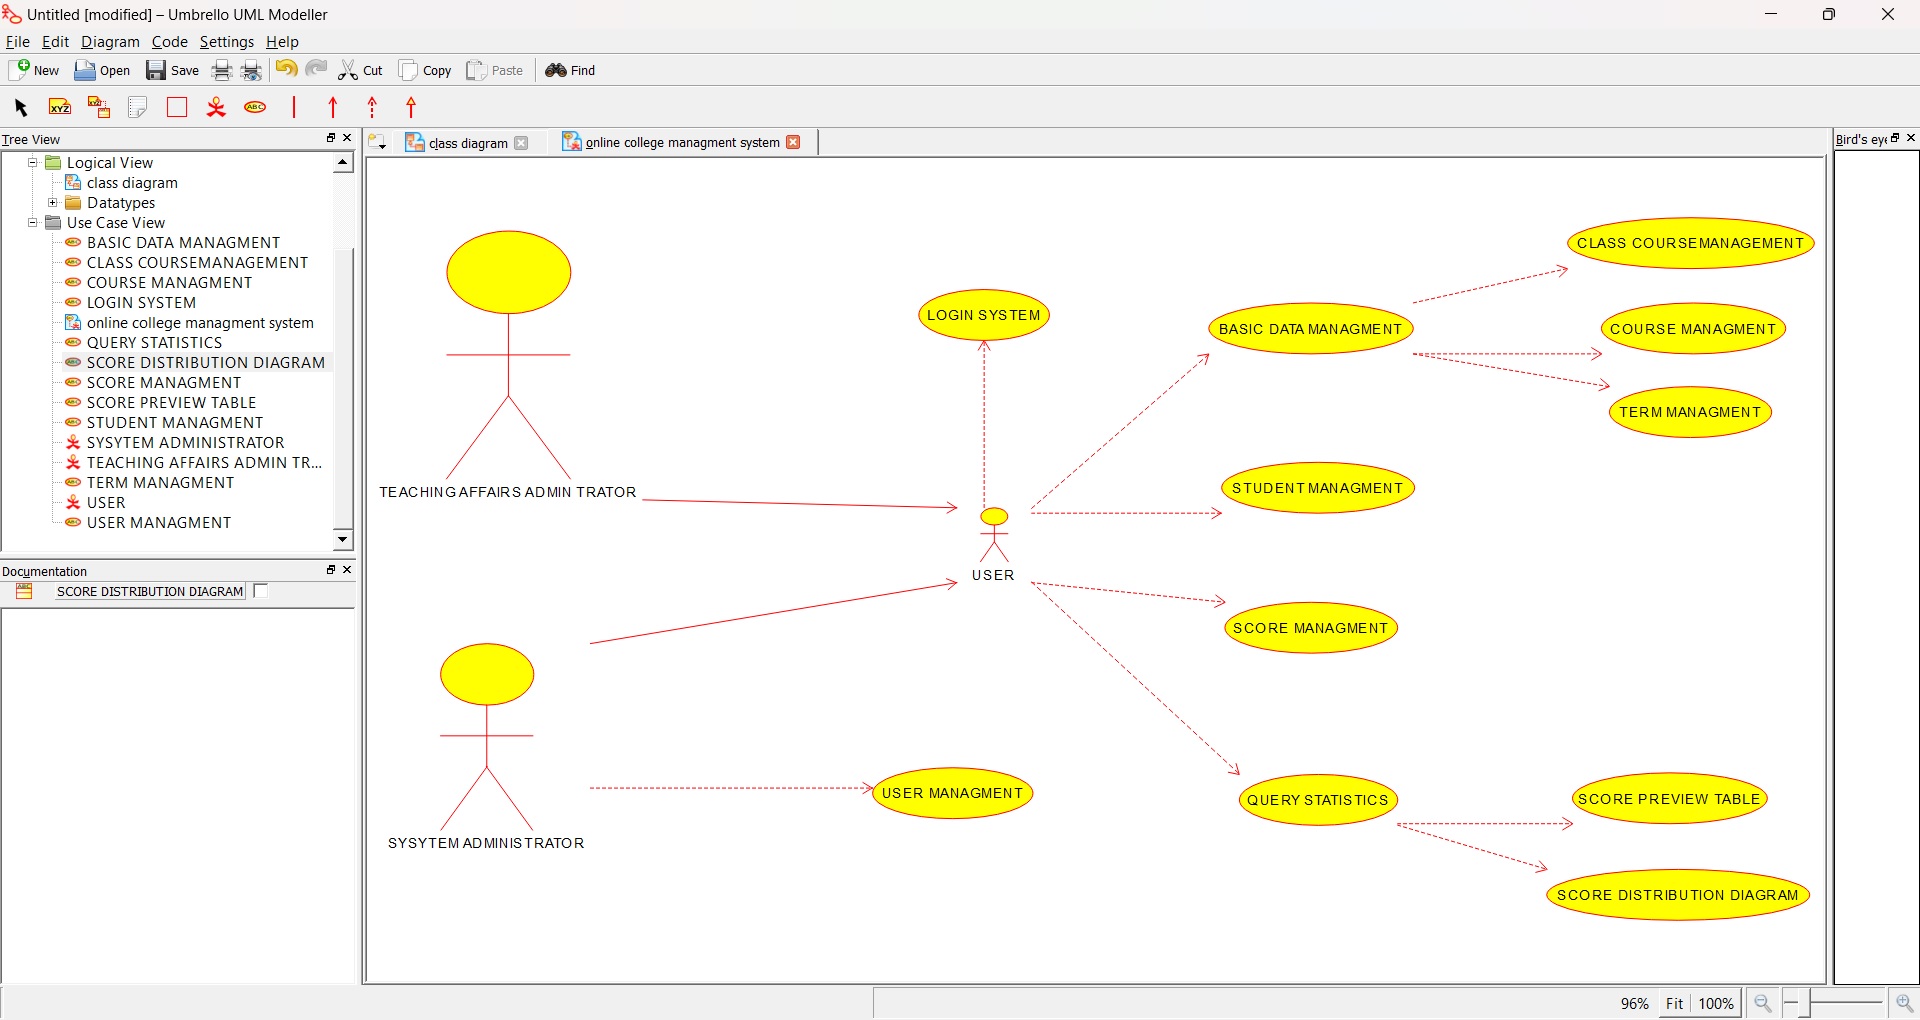 Untitled [modified] – Umbrello UML Modeller
File Edit Diagram Code Settings Help
New Open Save Cut Copy Paste Find
XYZ XYZ ABC
Tree View
class diagram
online college managment system
Bird's eye
Logical View
class diagram
Datatypes
Use Case View
BASIC DATA MANAGMENT
CLASS COURSEMANAGEMENT
COURSE MANAGMENT
LOGIN SYSTEM
online college managment system
QUERY STATISTICS
SCORE DISTRIBUTION DIAGRAM
SCORE MANAGMENT
SCORE PREVIEW TABLE
STUDENT MANAGMENT
SYSYTEM ADMINISTRATOR
TEACHING AFFAIRS ADMIN TR...
TERM MANAGMENT
USER
USER MANAGMENT
Documentation
SCORE DISTRIBUTION DIAGRAM
CLASS COURSEMANAGEMENT
LOGIN SYSTEM
BASIC DATA MANAGMENT
COURSE MANAGMENT
TERM MANAGMENT
TEACHING AFFAIRS ADMIN TRATOR
STUDENT MANAGMENT
USER
SCORE MANAGMENT
USER MANAGMENT
QUERY STATISTICS
SCORE PREVIEW TABLE
SYSYTEM ADMINISTRATOR
SCORE DISTRIBUTION DIAGRAM
96% Fit 100%